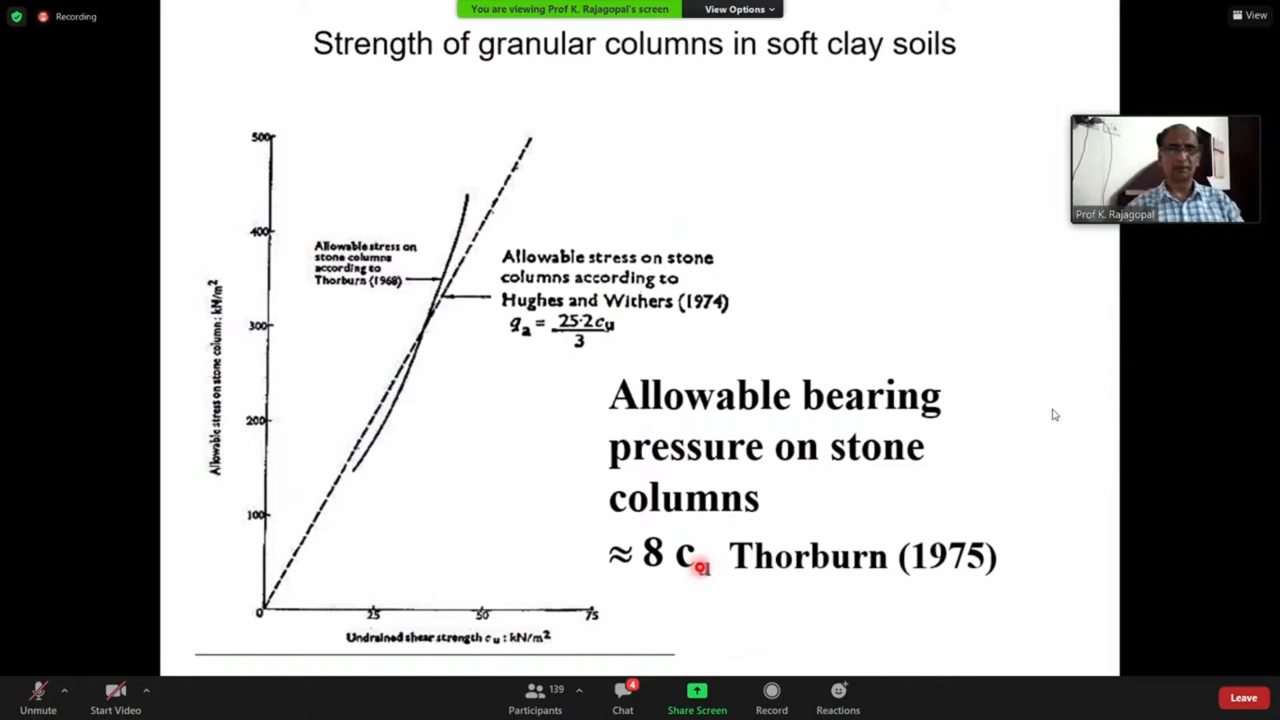 Recording
You are viewing Prof K. Rajagopal's screen
View Options
View
Strength of granular columns in soft clay soils
500
400
300
200
100
0
25
50
75
Allowable stress on stone column: kN/m²
Undrained shear strength cu: kN/m²
Allowable stress on
stone columns
according to
Thorburn (1968)
Allowable stress on stone
columns according to
Hughes and Withers (1974)
qa = 25·2cu
3
Allowable bearing
pressure on stone
columns
≈ 8 cu Thorburn (1975)
Prof K. Rajagopal
Unmute
Start Video
139
Participants
4
Chat
Share Screen
Record
Reactions
Leave